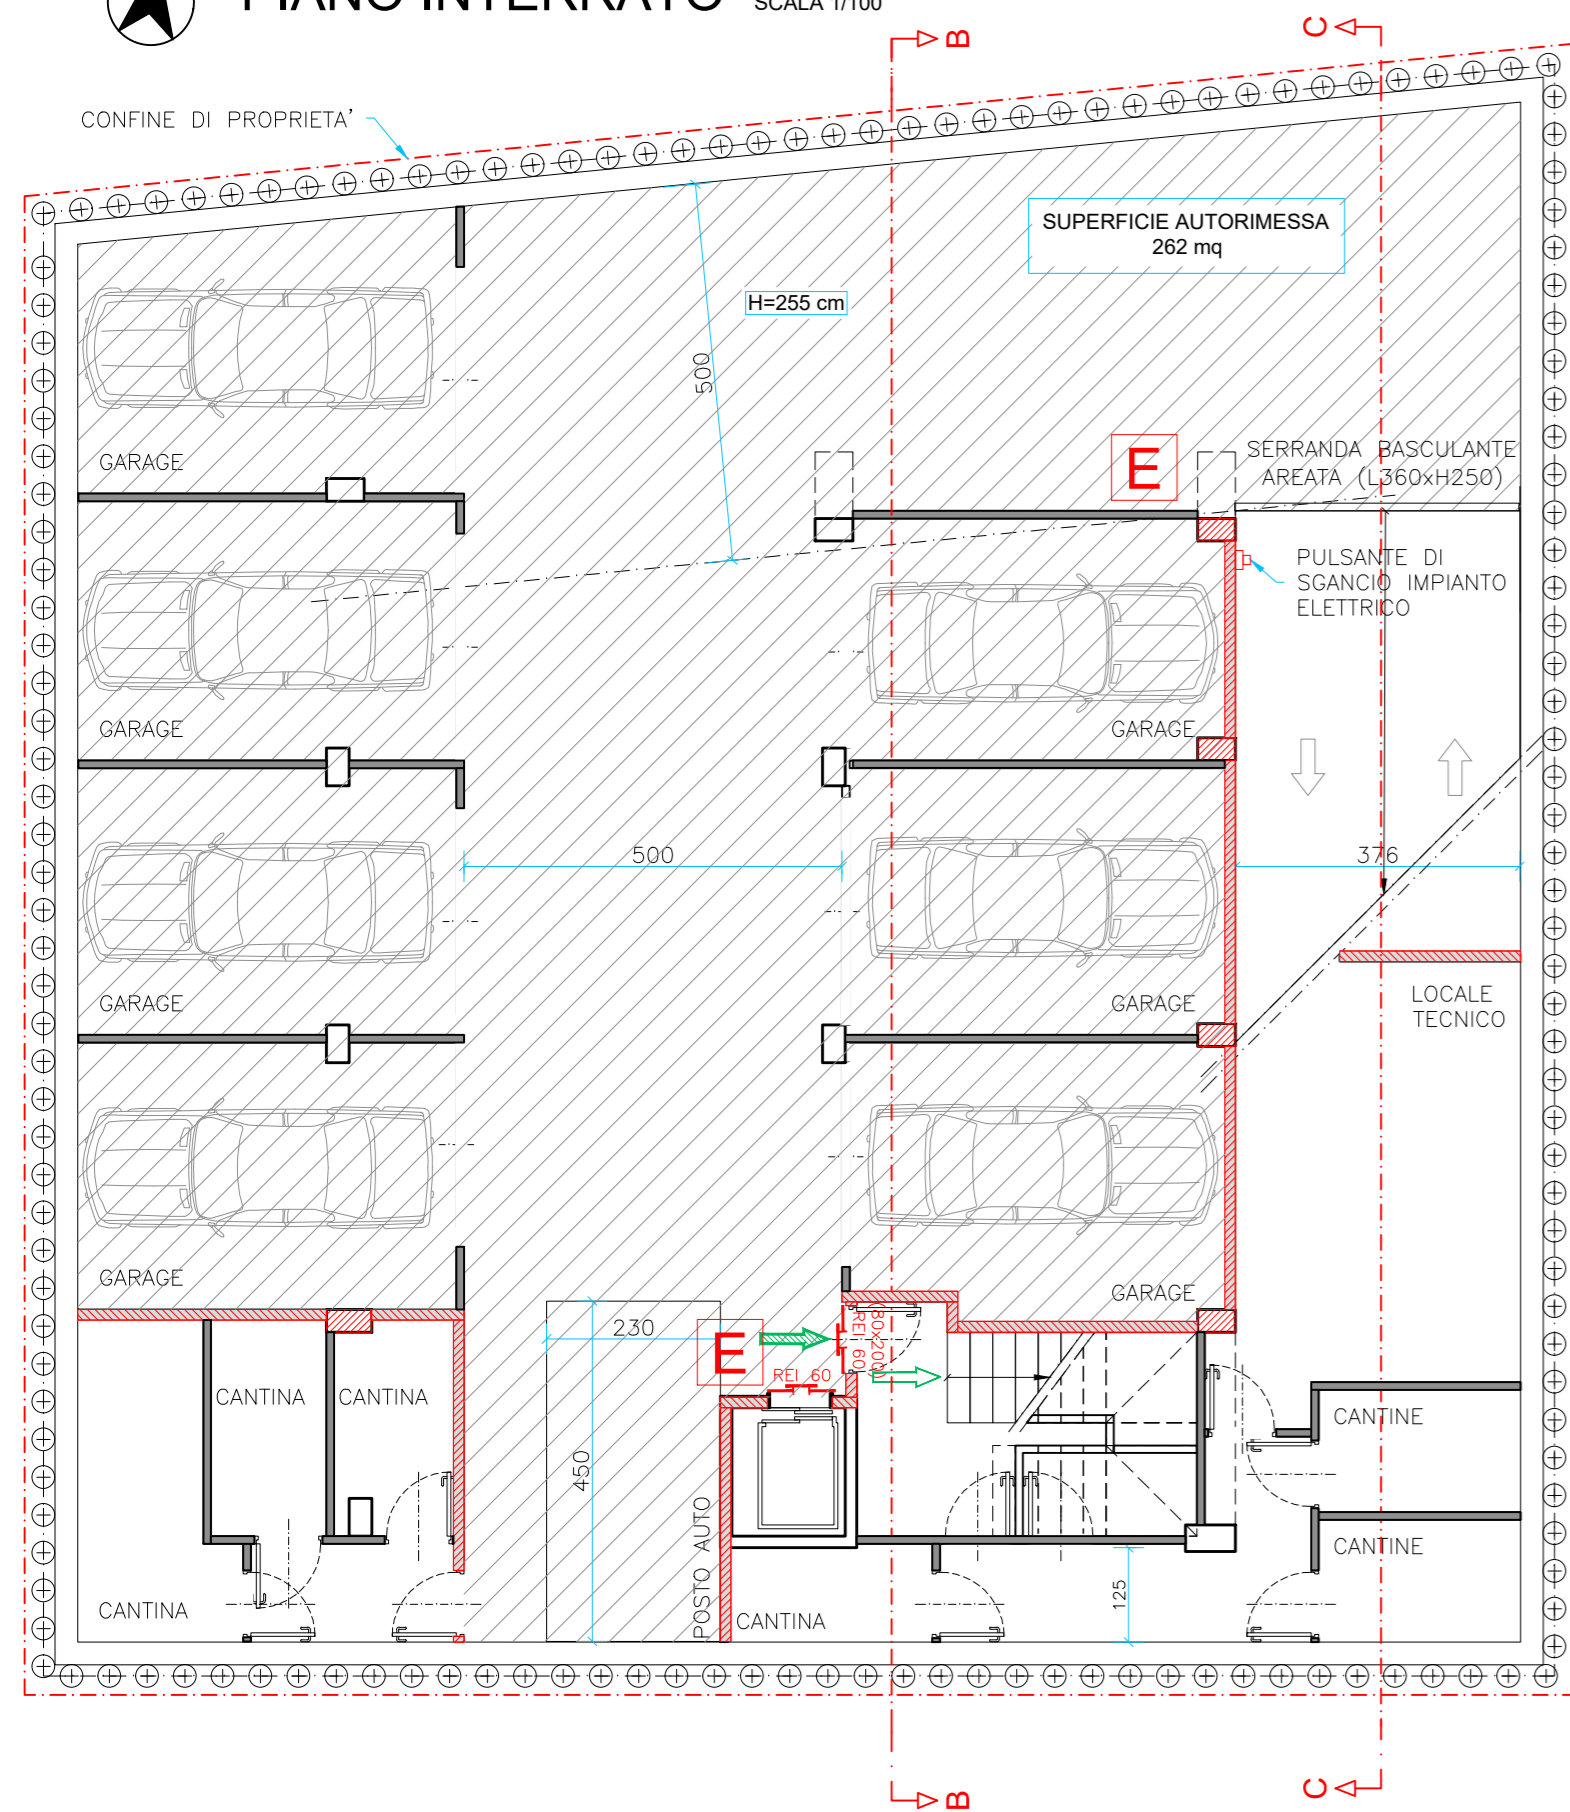 PIANO INTERRATO SCALA 1/100
B
C
CONFINE DI PROPRIETA'
SUPERFICIE AUTORIMESSA
262 mq
H=255 cm
500
E
SERRANDA BASCULANTE
AREATA (L360xH250)
GARAGE
PULSANTE DI
SGANCIO IMPIANTO
ELETTRICO
GARAGE
GARAGE
500
376
GARAGE
GARAGE
LOCALE
TECNICO
GARAGE
GARAGE
230
E
REI 60
(80x200)
REI 60
CANTINA
CANTINA
CANTINE
450
POSTO AUTO
CANTINE
125
CANTINA
CANTINA
B
C